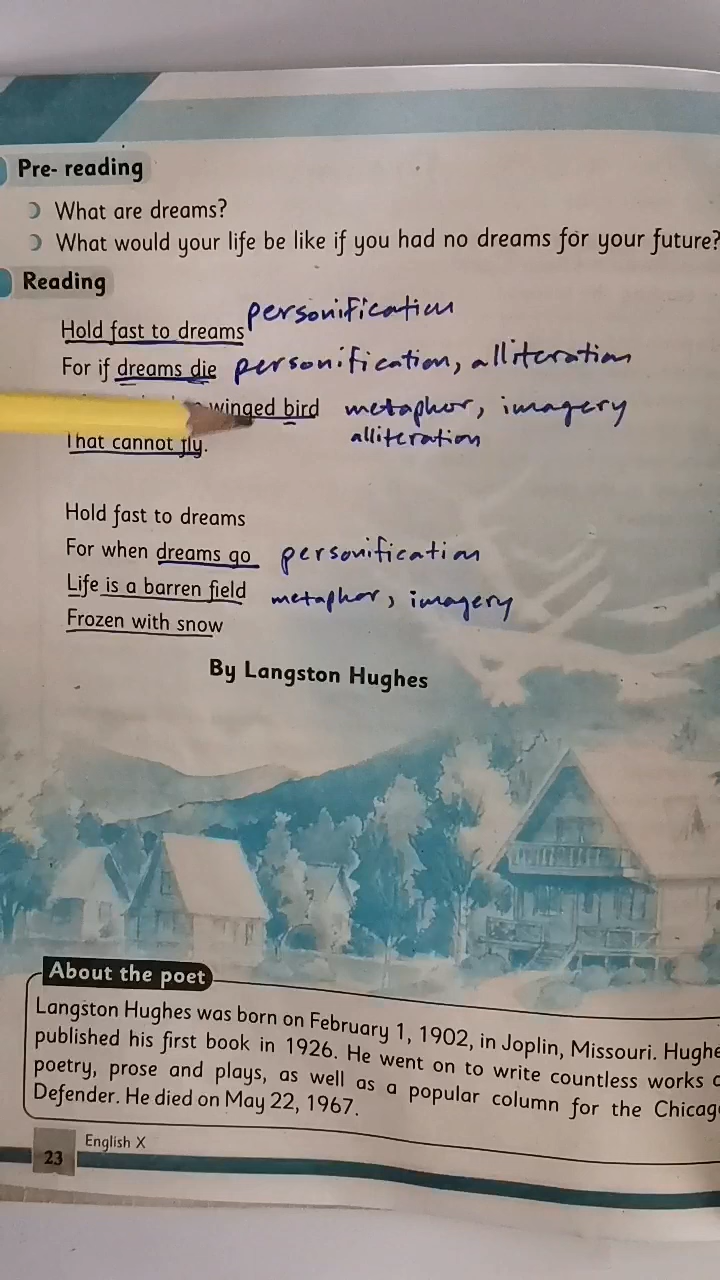 Pre- reading
What are dreams?
What would your life be like if you had no dreams for your future?
Reading
Hold fast to dreams personification
For if dreams die personification, alliteration
winged bird metaphor, imagery
That cannot fly. alliteration
Hold fast to dreams
For when dreams go personification
Life is a barren field metaphor, imagery
Frozen with snow
By Langston Hughes
About the poet
Langston Hughes was born on February 1, 1902, in Joplin, Missouri. Hughe
published his first book in 1926. He went on to write countless works o
poetry, prose and plays, as well as a popular column for the Chicag
Defender. He died on May 22, 1967.
English X
23